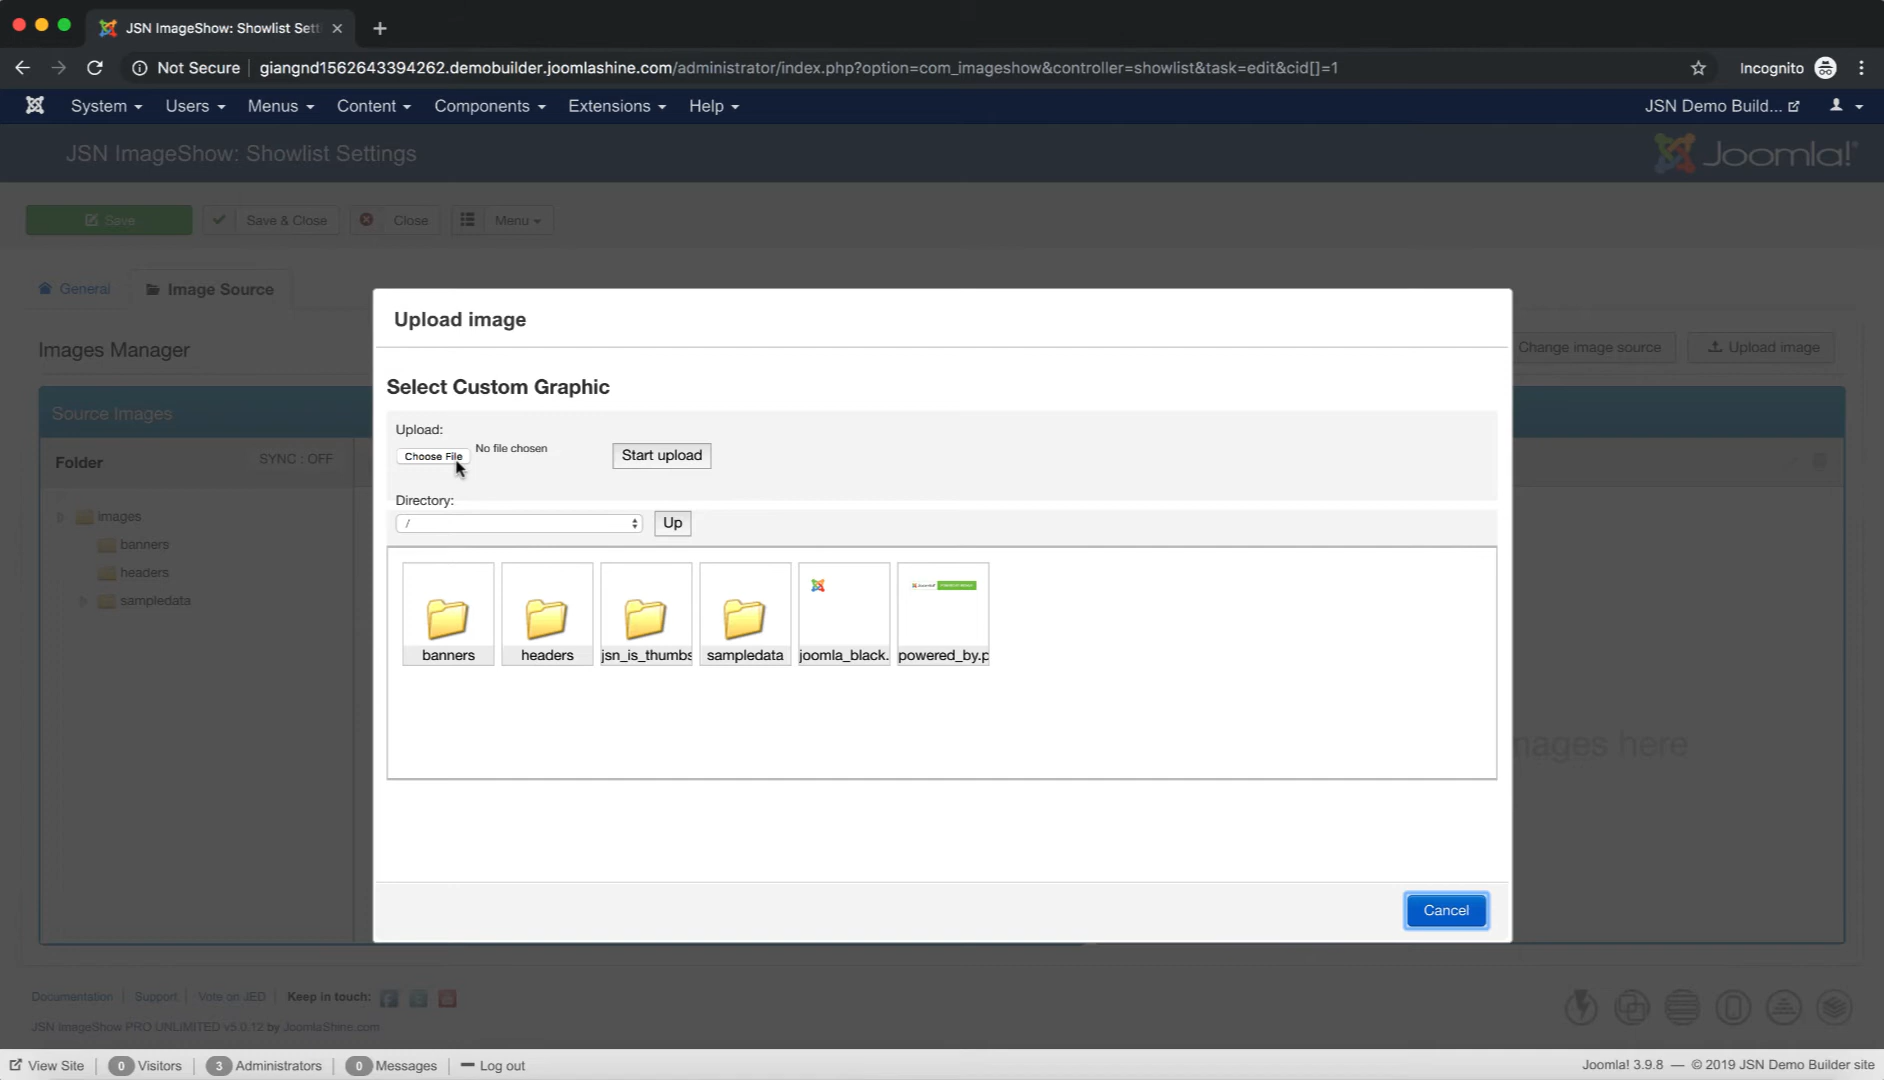 JSN ImageShow: Showlist Sett
Not Secure
giangnd1562643394262.demobuilder.joomlashine.com/administrator/index.php?option=com_imageshow&controller=showlist&task=edit&cid[]=1
Incognito
System
Users
Menus
Content
Components
Extensions
Help
JSN Demo Build...
JSN ImageShow: Showlist Settings
Joomla!
Save
Save & Close
Close
Menu
General
Image Source
Images Manager
Change image source
Upload image
Source Images
Folder
SYNC : OFF
images
banners
headers
sampledata
Upload image
Select Custom Graphic
Upload:
Choose File
No file chosen
Start upload
Directory:
/
Up
banners
headers
jsn_is_thumbs
sampledata
joomla_black.
powered_by.p
mages here
Cancel
Documentation
Support
Vote on JED
Keep in touch:
JSN ImageShow PRO UNLIMITED v5.0.12 by JoomlaShine.com
View Site
0 Visitors
3 Administrators
0 Messages
Log out
Joomla! 3.9.8 — © 2019 JSN Demo Builder site